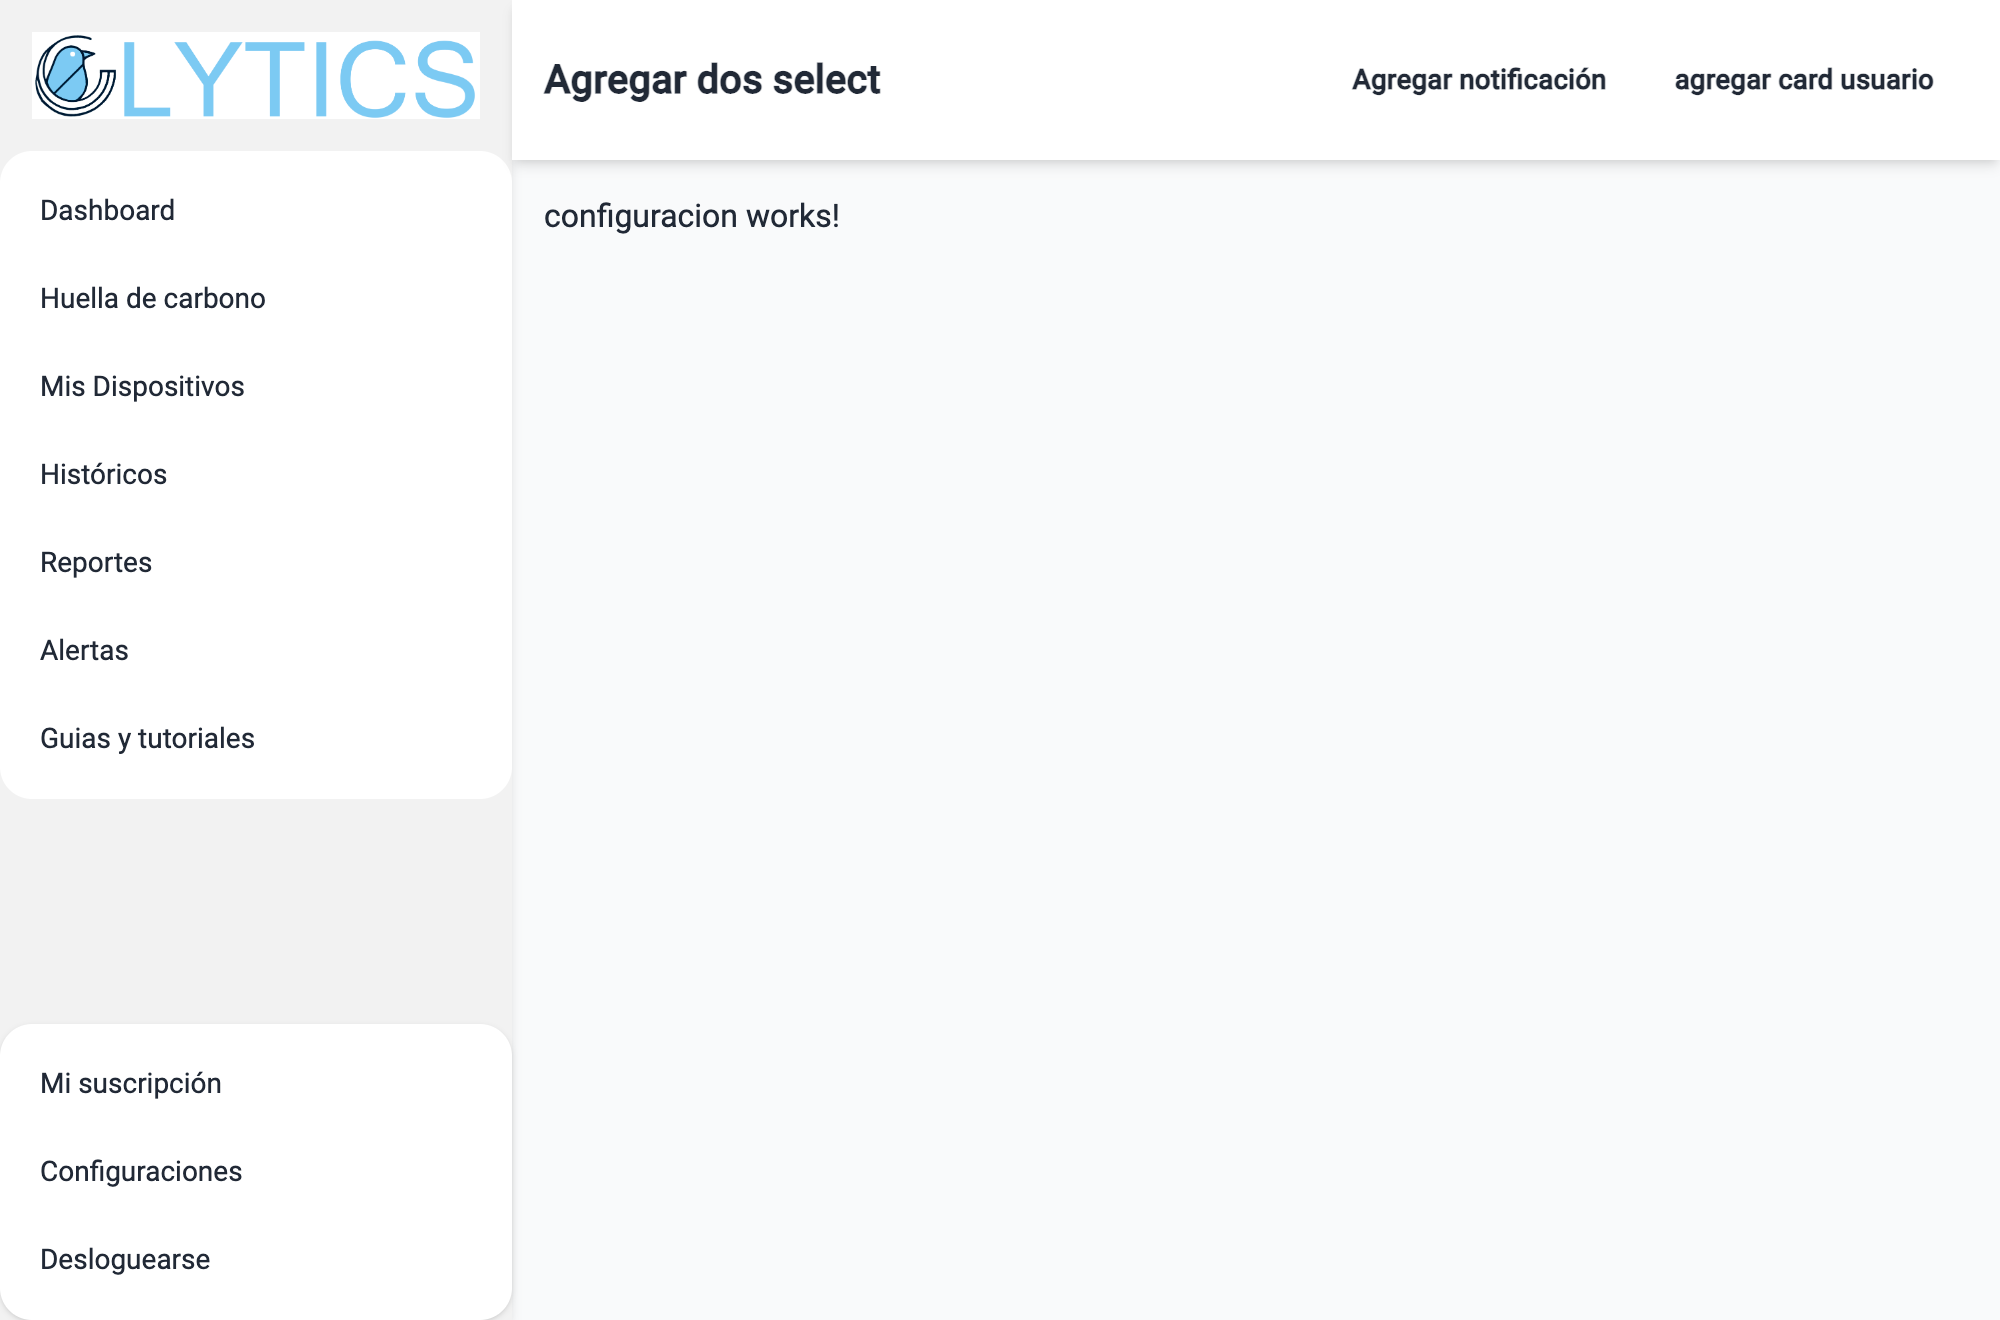 LYTICS
Dashboard
Huella de carbono
Mis Dispositivos
Históricos
Reportes
Alertas
Guias y tutoriales
Mi suscripción
Configuraciones
Desloguearse
Agregar dos select
Agregar notificación
agregar card usuario
configuracion works!